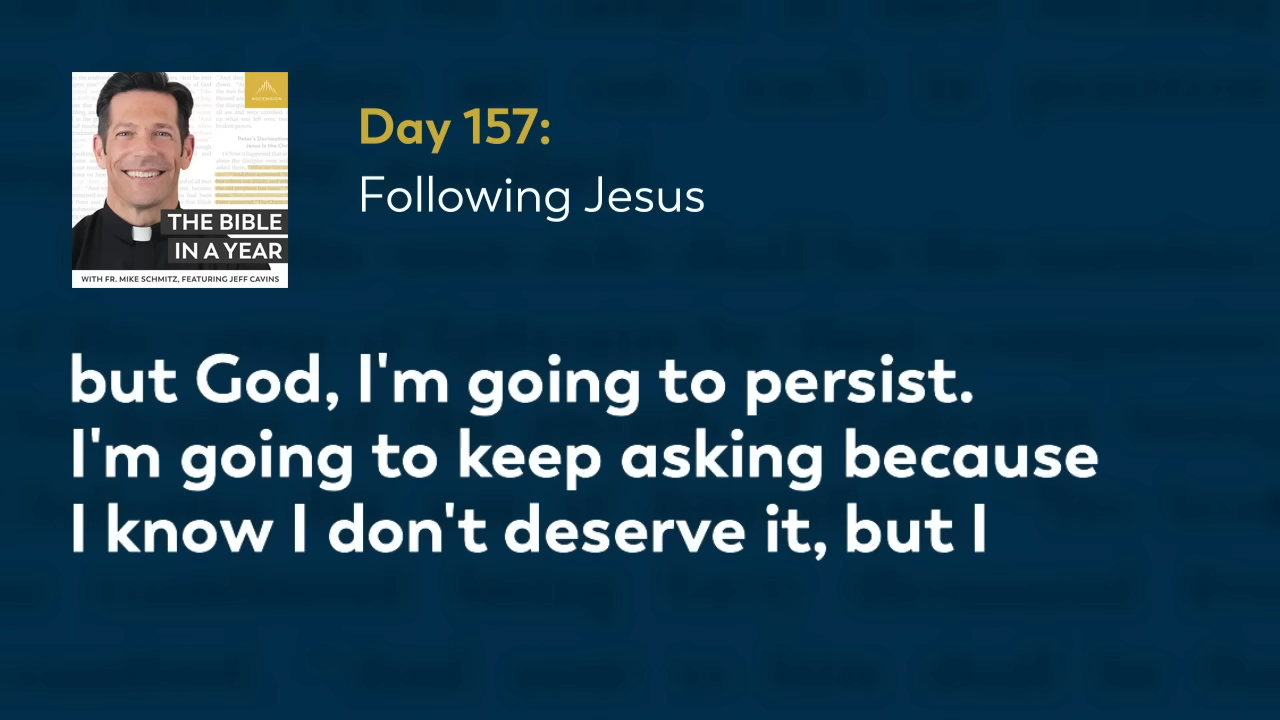 ASCENSION
THE BIBLE
IN A YEAR
WITH FR. MIKE SCHMITZ, FEATURING JEFF CAVINS
Day 157:
Following Jesus
but God, I'm going to persist.
I'm going to keep asking because
I know I don't deserve it, but I